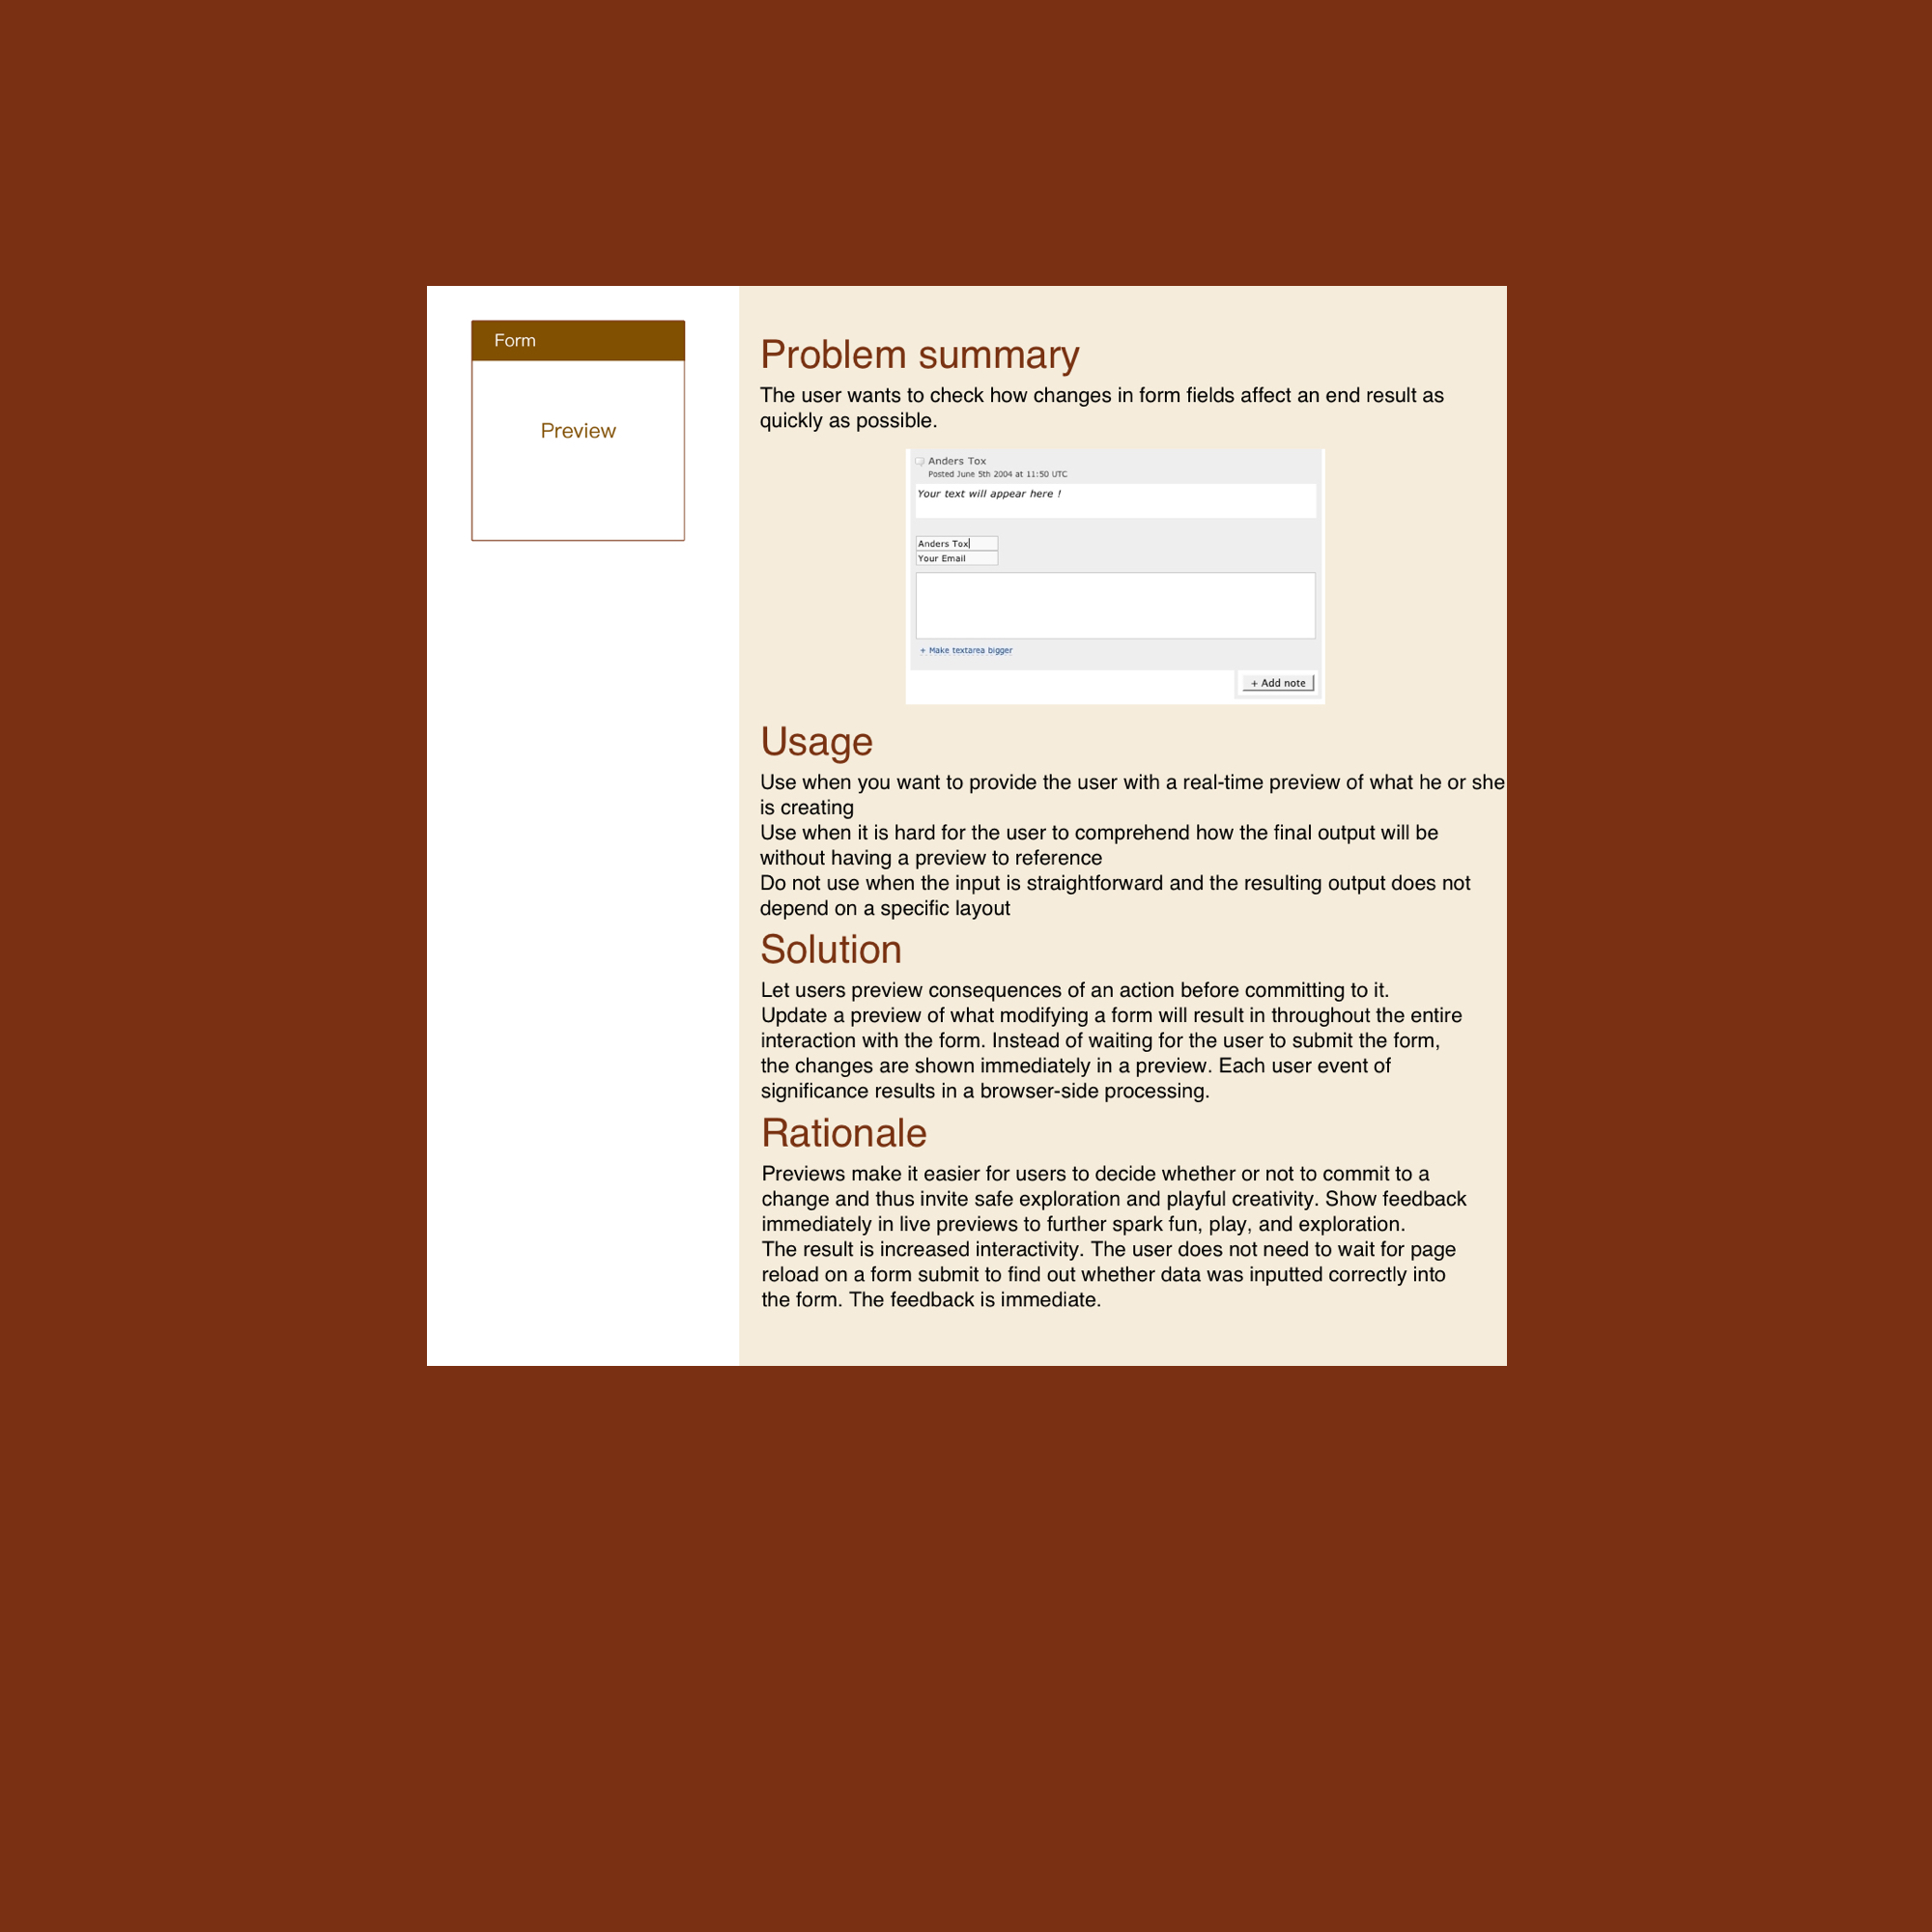 Form
Preview
Problem summary
The user wants to check how changes in form fields affect an end result as
quickly as possible.
Anders Tox
Posted June 5th 2004 at 11:50 UTC
Your text will appear here !
Anders Tox
Your Email
+ Make textarea bigger
+ Add note
Usage
Use when you want to provide the user with a real-time preview of what he or she
is creating
Use when it is hard for the user to comprehend how the final output will be
without having a preview to reference
Do not use when the input is straightforward and the resulting output does not
depend on a specific layout
Solution
Let users preview consequences of an action before committing to it.
Update a preview of what modifying a form will result in throughout the entire
interaction with the form. Instead of waiting for the user to submit the form,
the changes are shown immediately in a preview. Each user event of
significance results in a browser-side processing.
Rationale
Previews make it easier for users to decide whether or not to commit to a
change and thus invite safe exploration and playful creativity. Show feedback
immediately in live previews to further spark fun, play, and exploration.
The result is increased interactivity. The user does not need to wait for page
reload on a form submit to find out whether data was inputted correctly into
the form. The feedback is immediate.